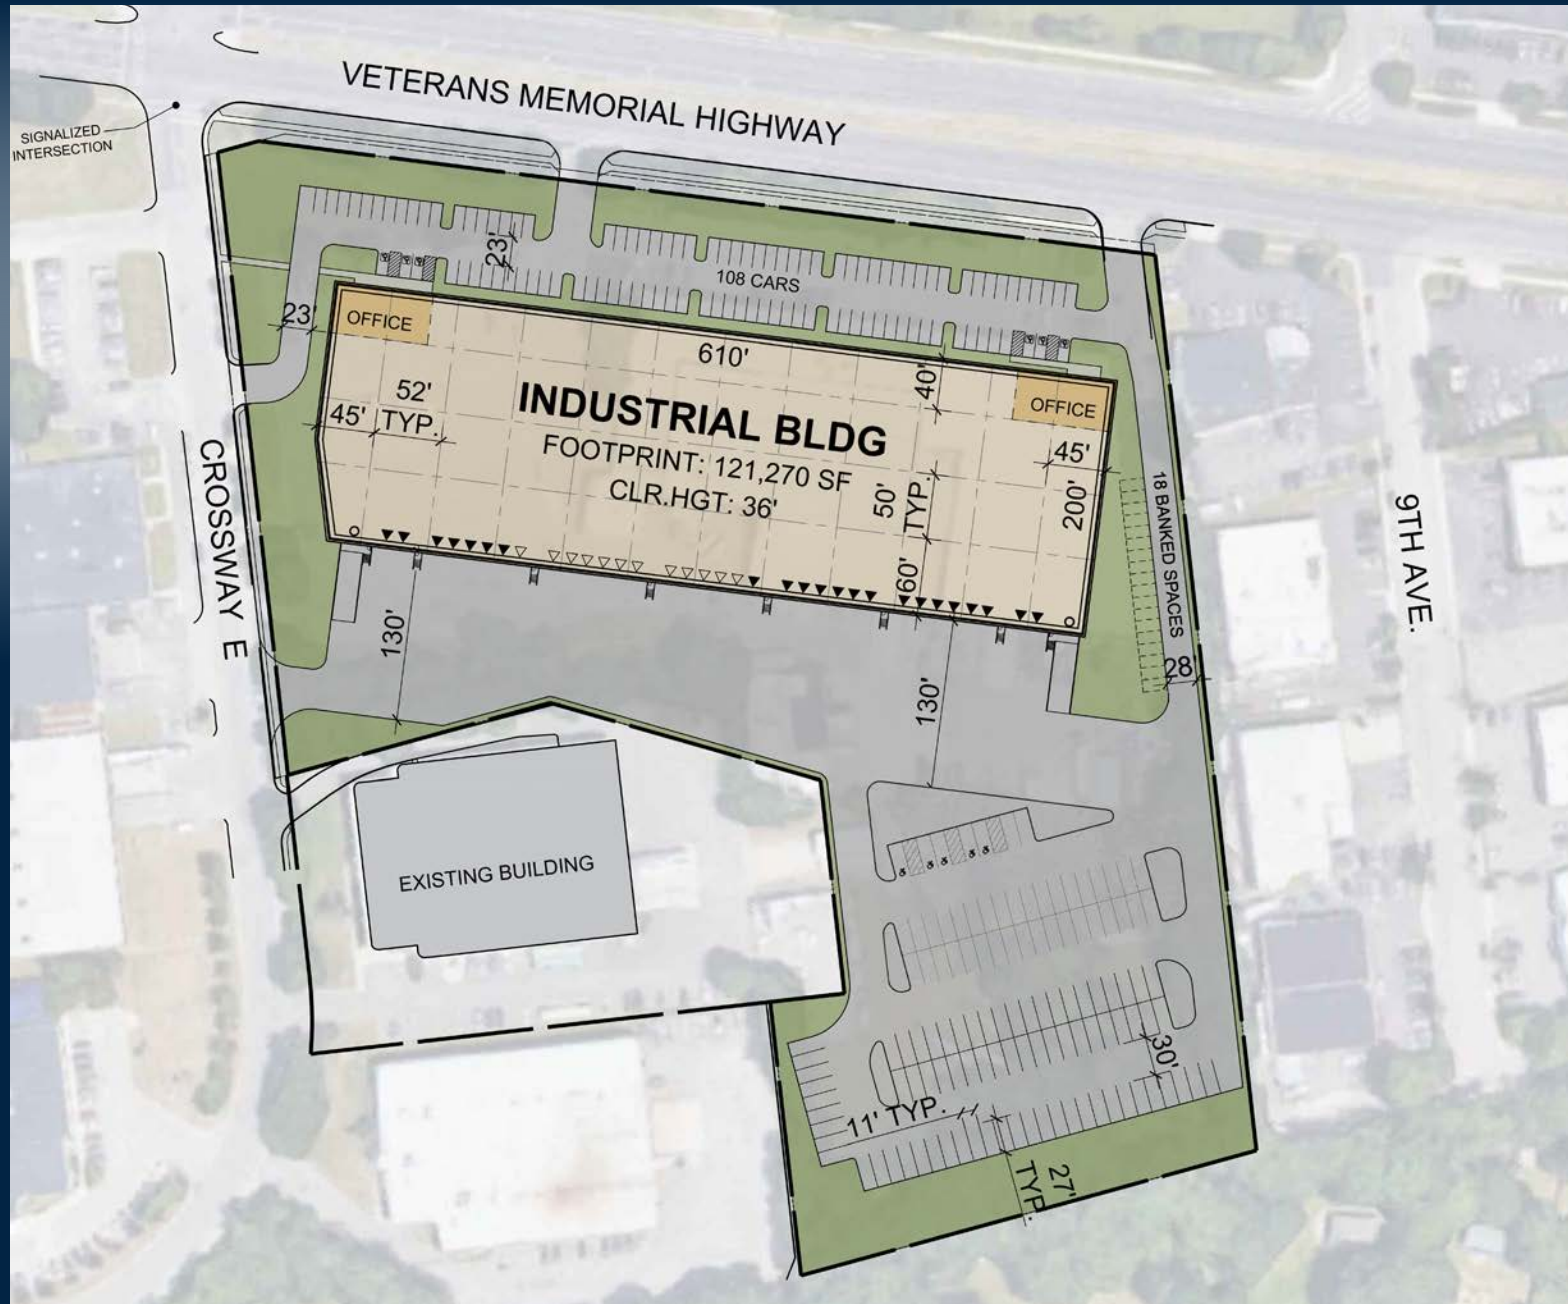 VETERANS MEMORIAL HIGHWAY
SIGNALIZED
INTERSECTION
23'
108 CARS
23'
OFFICE
610'
40'
OFFICE
52'
TYP.
45'
INDUSTRIAL BLDG
FOOTPRINT: 121,270 SF
CLR.HGT: 36'
45'
50'
TYP.
200'
60'
18 BANKED SPACES
CROSSWAY E
9TH AVE.
130'
130'
28'
EXISTING BUILDING
30'
11' TYP.
27'
TYP.